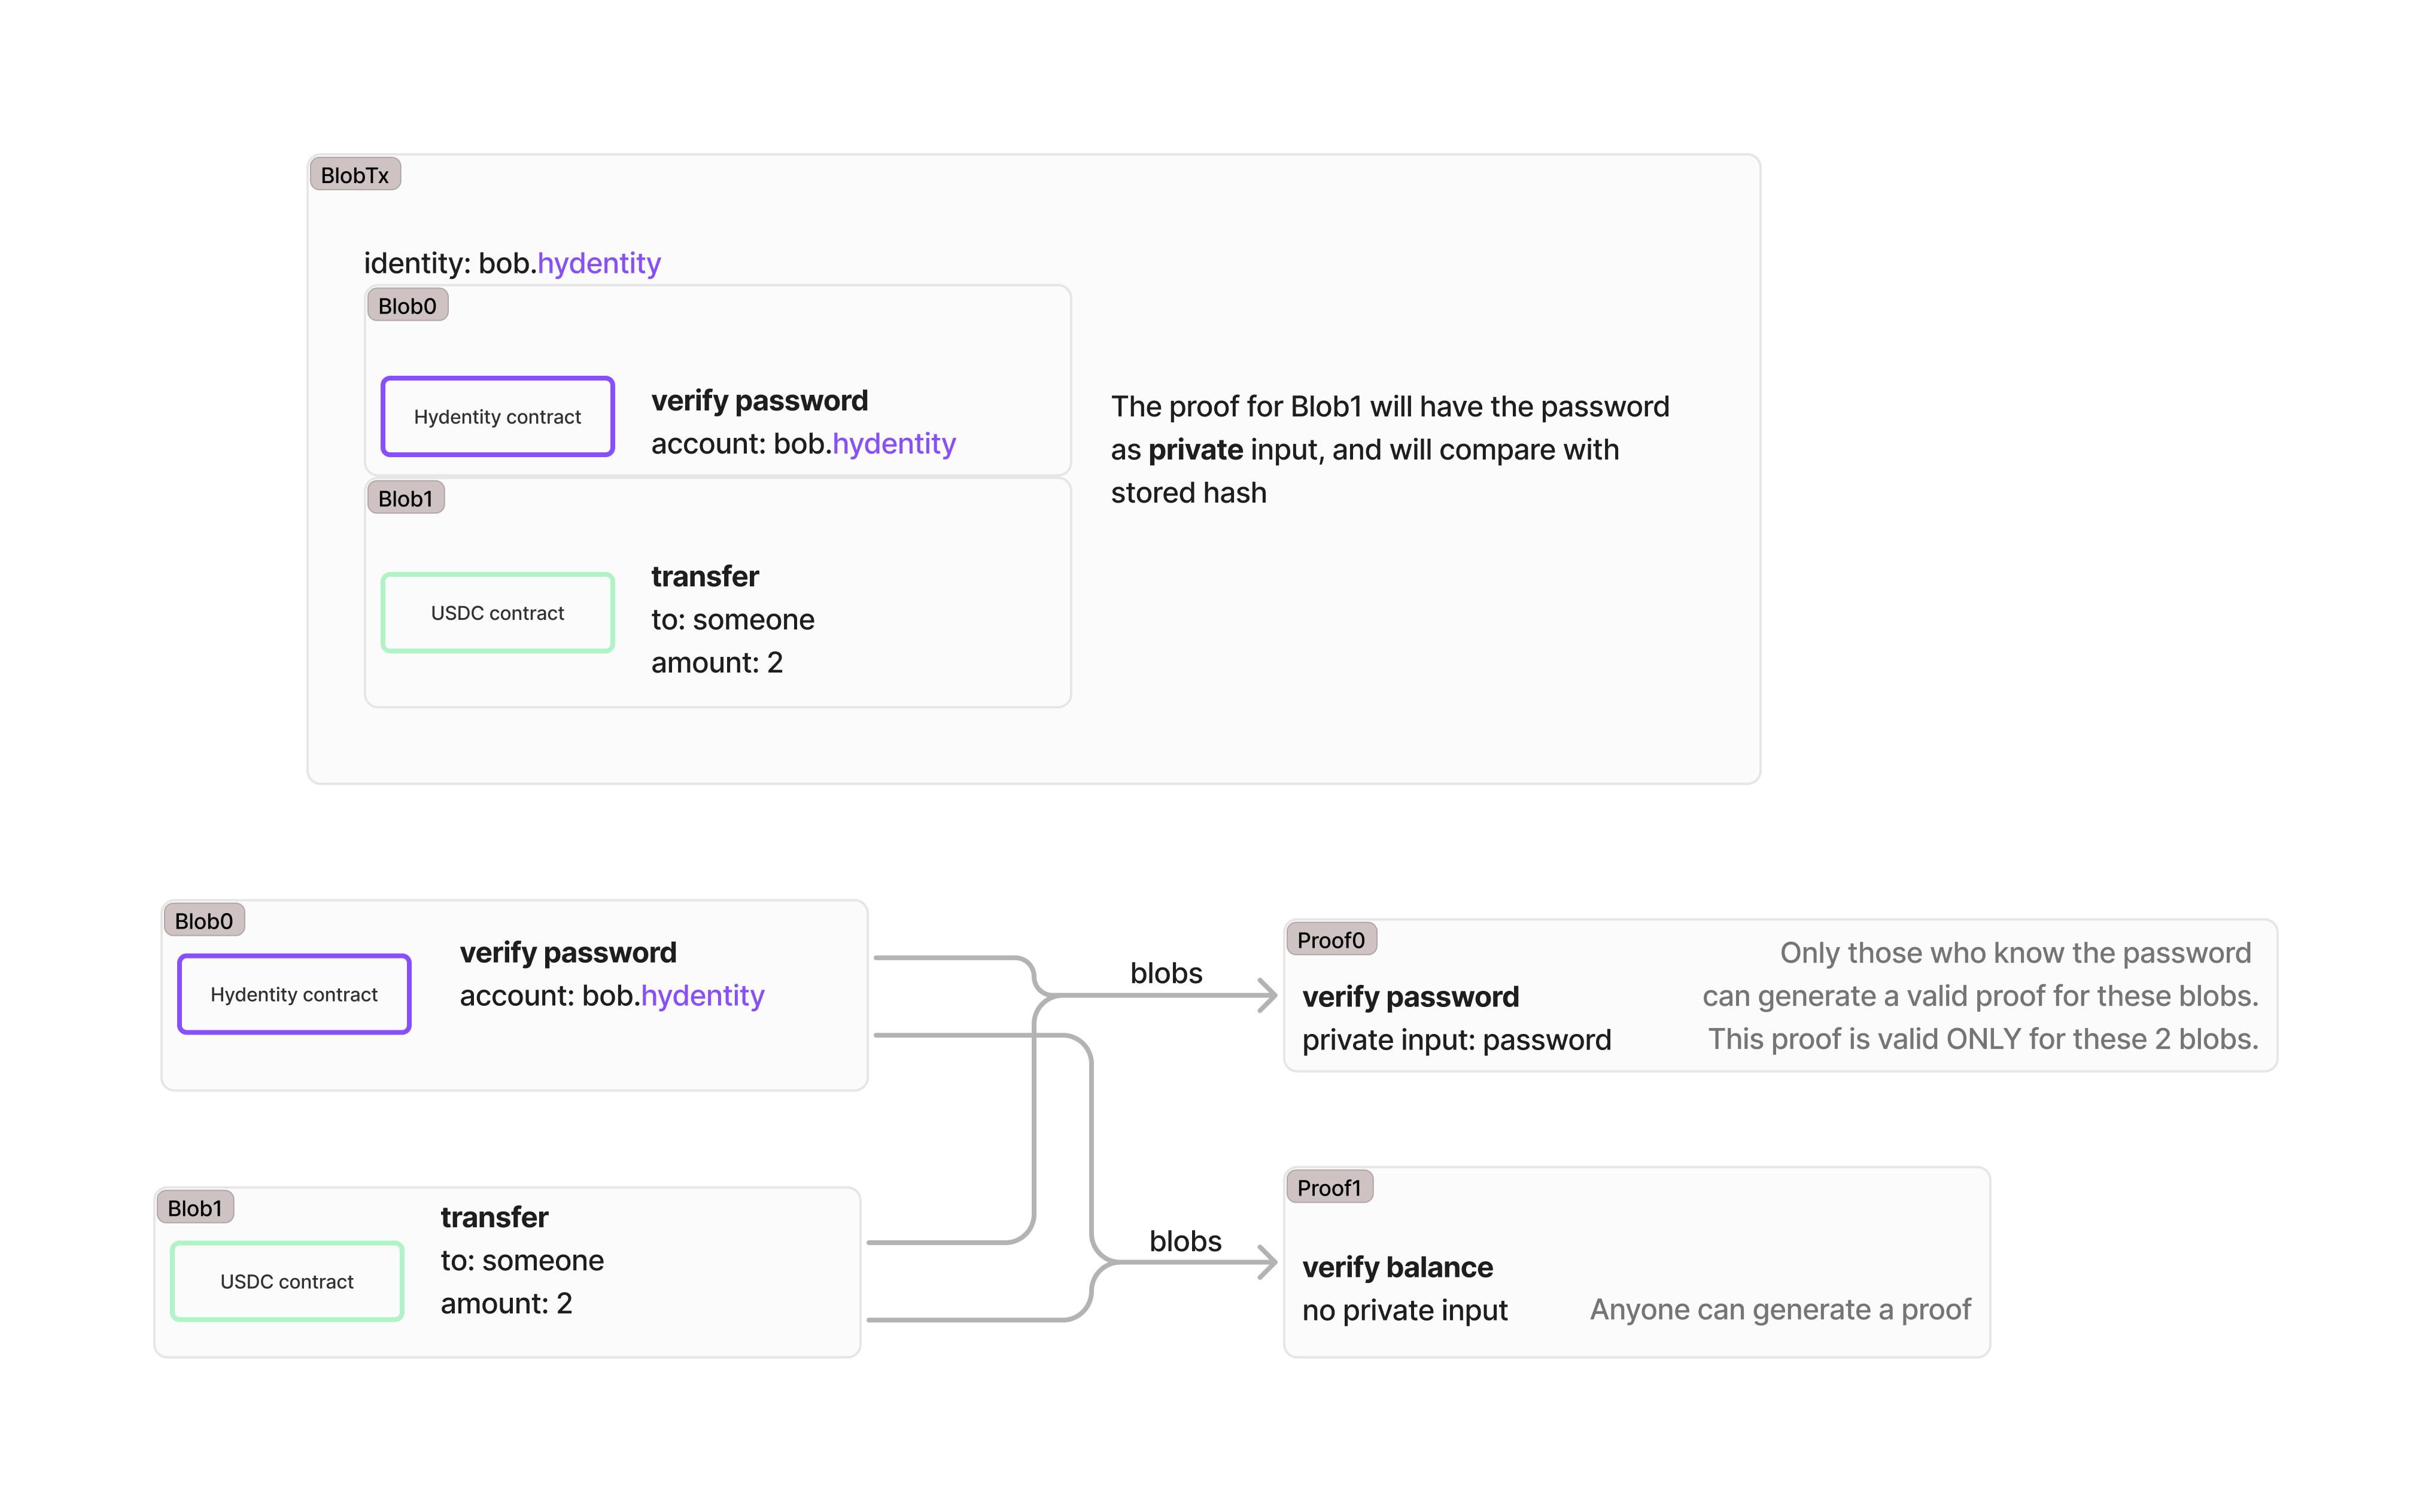 BlobTx
identity: bob.hydentity
Blob0
Hydentity contract
verify password
account: bob.hydentity
Blob1
USDC contract
transfer
to: someone
amount: 2
The proof for Blob1 will have the password
as private input, and will compare with
stored hash
Blob0
Hydentity contract
verify password
account: bob.hydentity
Blob1
USDC contract
transfer
to: someone
amount: 2
blobs
blobs
Proof0
verify password
private input: password
Only those who know the password
can generate a valid proof for these blobs.
This proof is valid ONLY for these 2 blobs.
Proof1
verify balance
no private input
Anyone can generate a proof